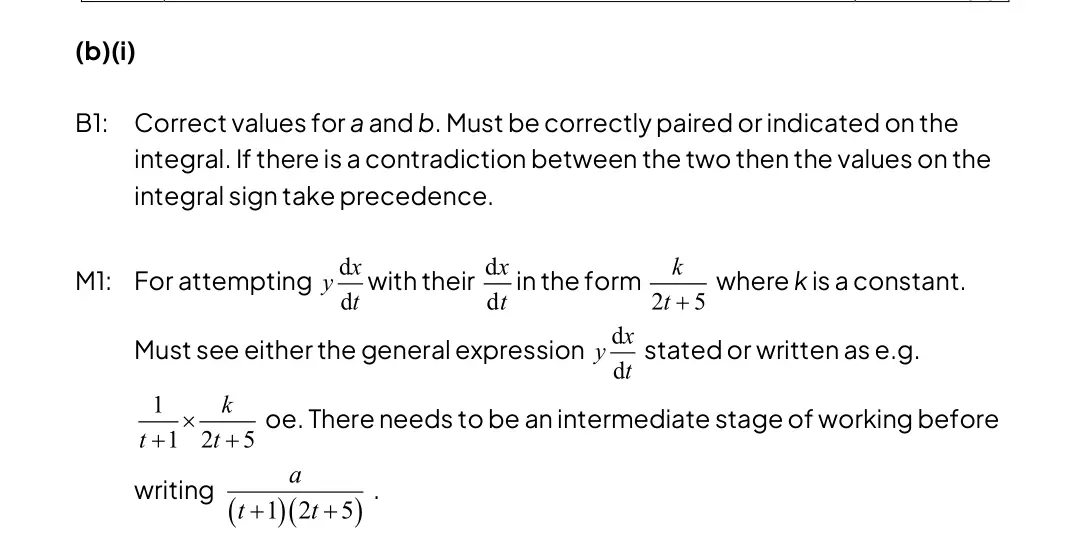 (b)(i)
B1: Correct values for a and b. Must be correctly paired or indicated on the
integral. If there is a contradiction between the two then the values on the
integral sign take precedence.
M1: For attempting y dx/dt with their dx/dt in the form k/(2t + 5) where k is a constant.
Must see either the general expression y dx/dt stated or written as e.g.
1/(t + 1) × k/(2t + 5) oe. There needs to be an intermediate stage of working before
writing a/((t + 1)(2t + 5)) .